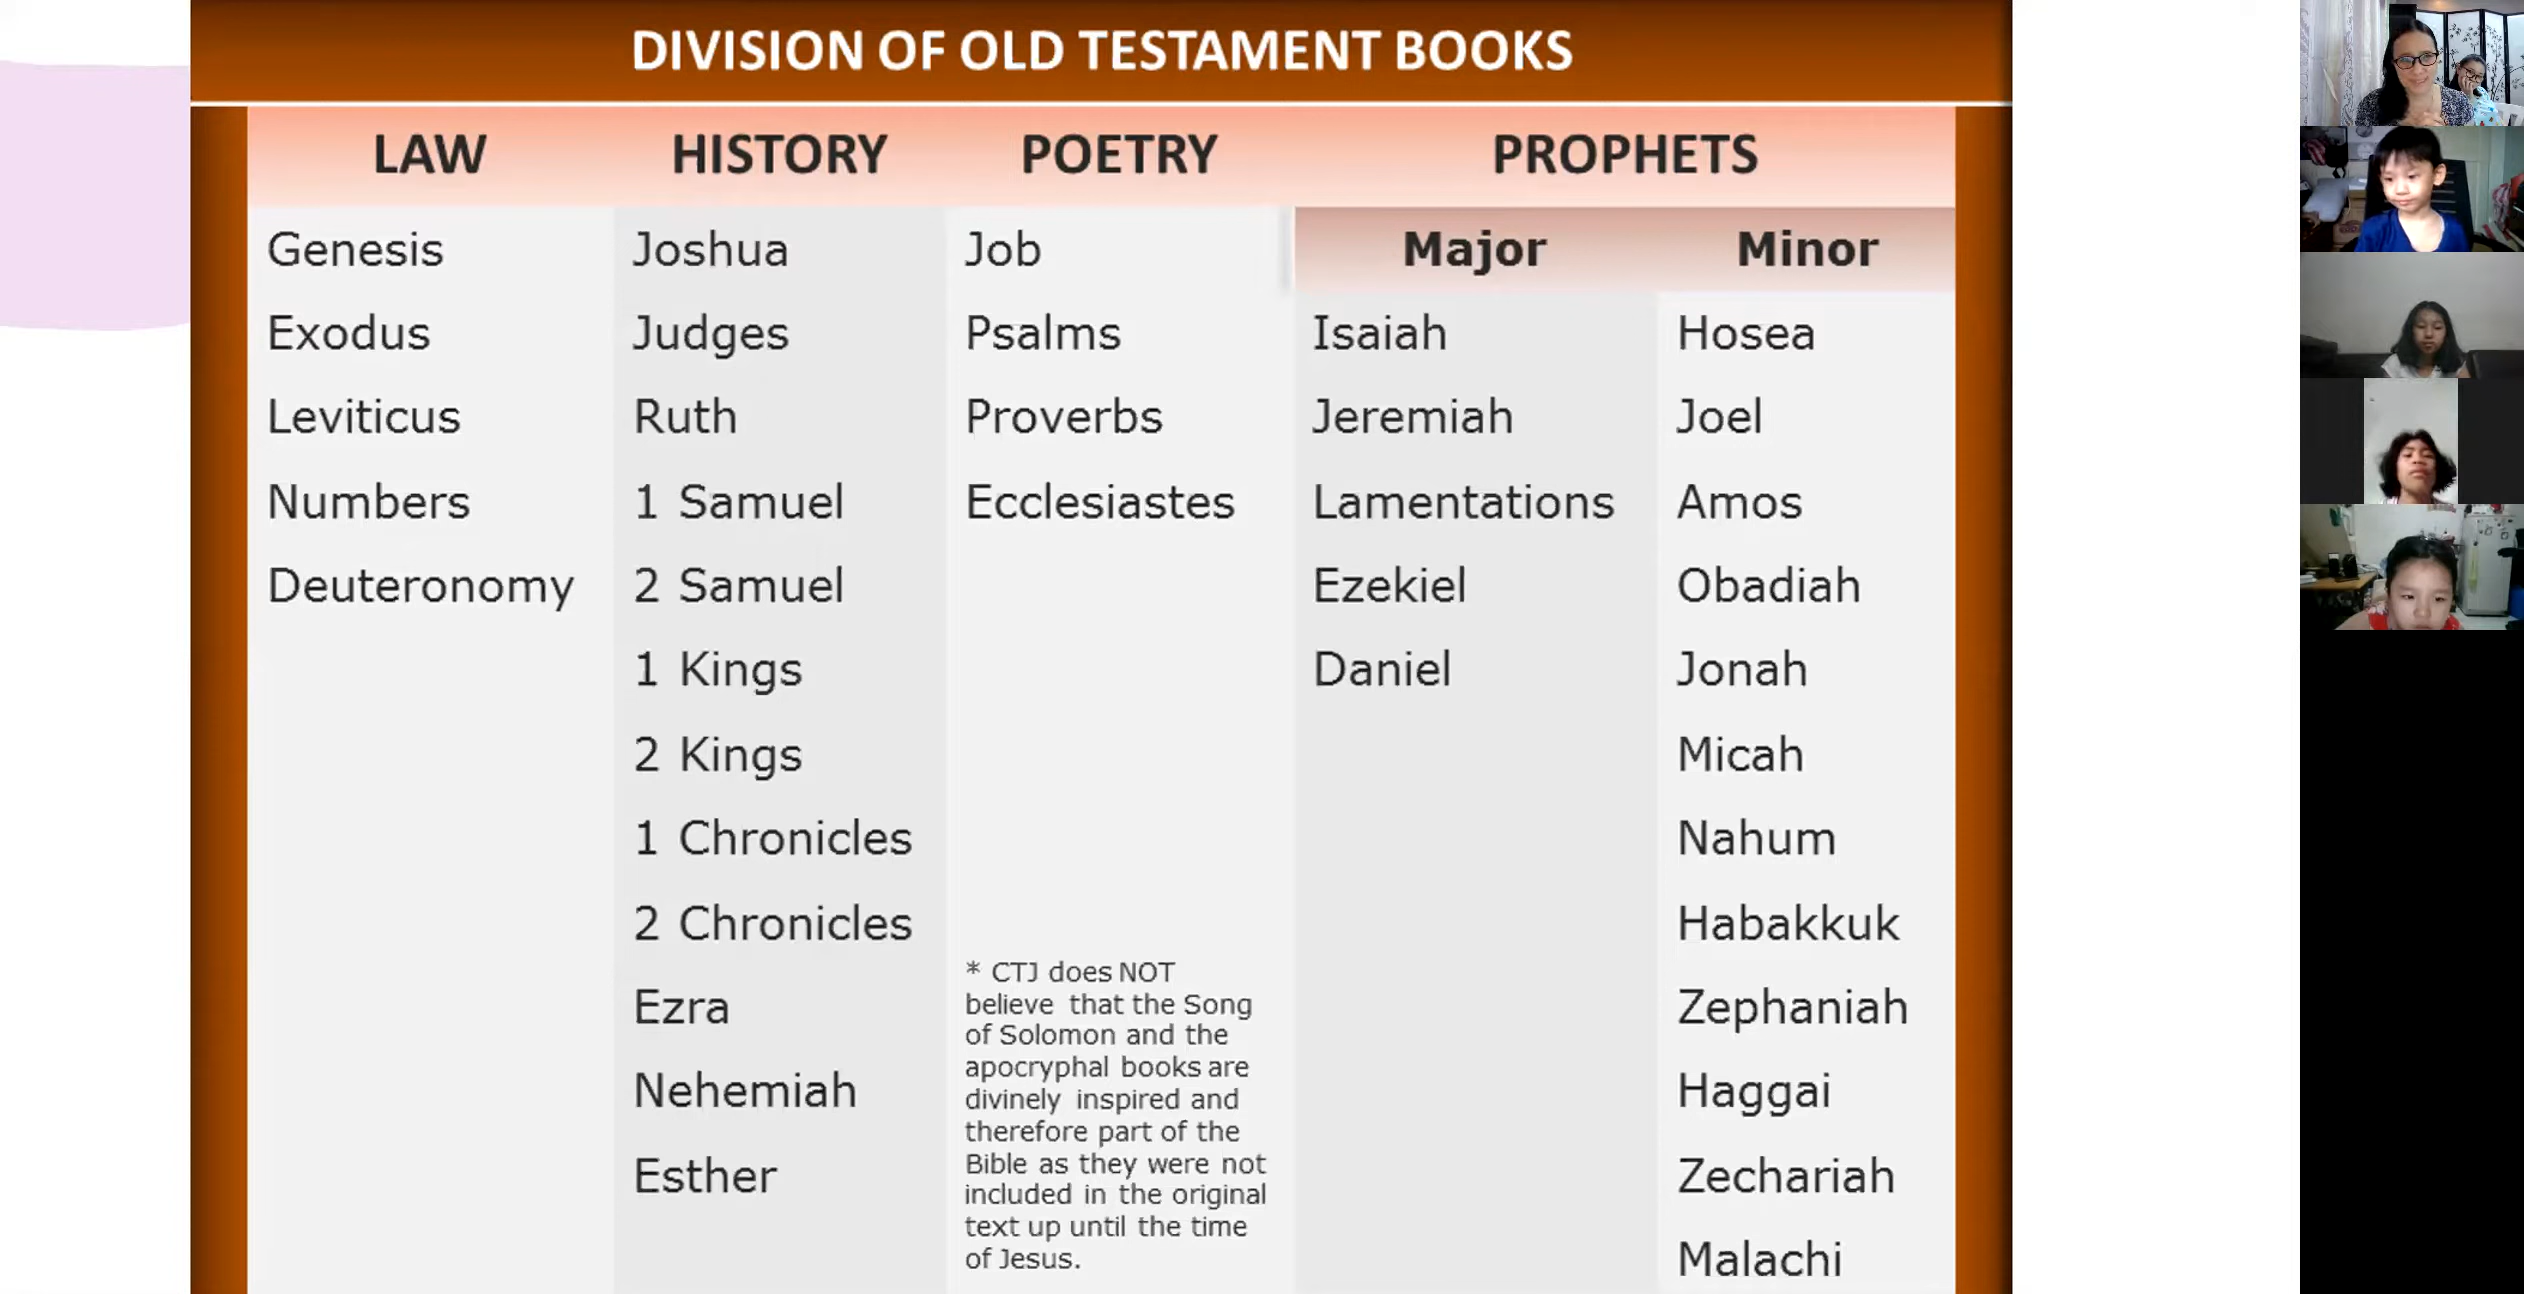 DIVISION OF OLD TESTAMENT BOOKS
LAW
HISTORY
POETRY
PROPHETS
Genesis
Exodus
Leviticus
Numbers
Deuteronomy
Joshua
Judges
Ruth
1 Samuel
2 Samuel
1 Kings
2 Kings
1 Chronicles
2 Chronicles
Ezra
Nehemiah
Esther
Job
Psalms
Proverbs
Ecclesiastes
* CTJ does NOT
believe that the Song
of Solomon and the
apocryphal books are
divinely inspired and
therefore part of the
Bible as they were not
included in the original
text up until the time
of Jesus.
Major
Isaiah
Jeremiah
Lamentations
Ezekiel
Daniel
Minor
Hosea
Joel
Amos
Obadiah
Jonah
Micah
Nahum
Habakkuk
Zephaniah
Haggai
Zechariah
Malachi